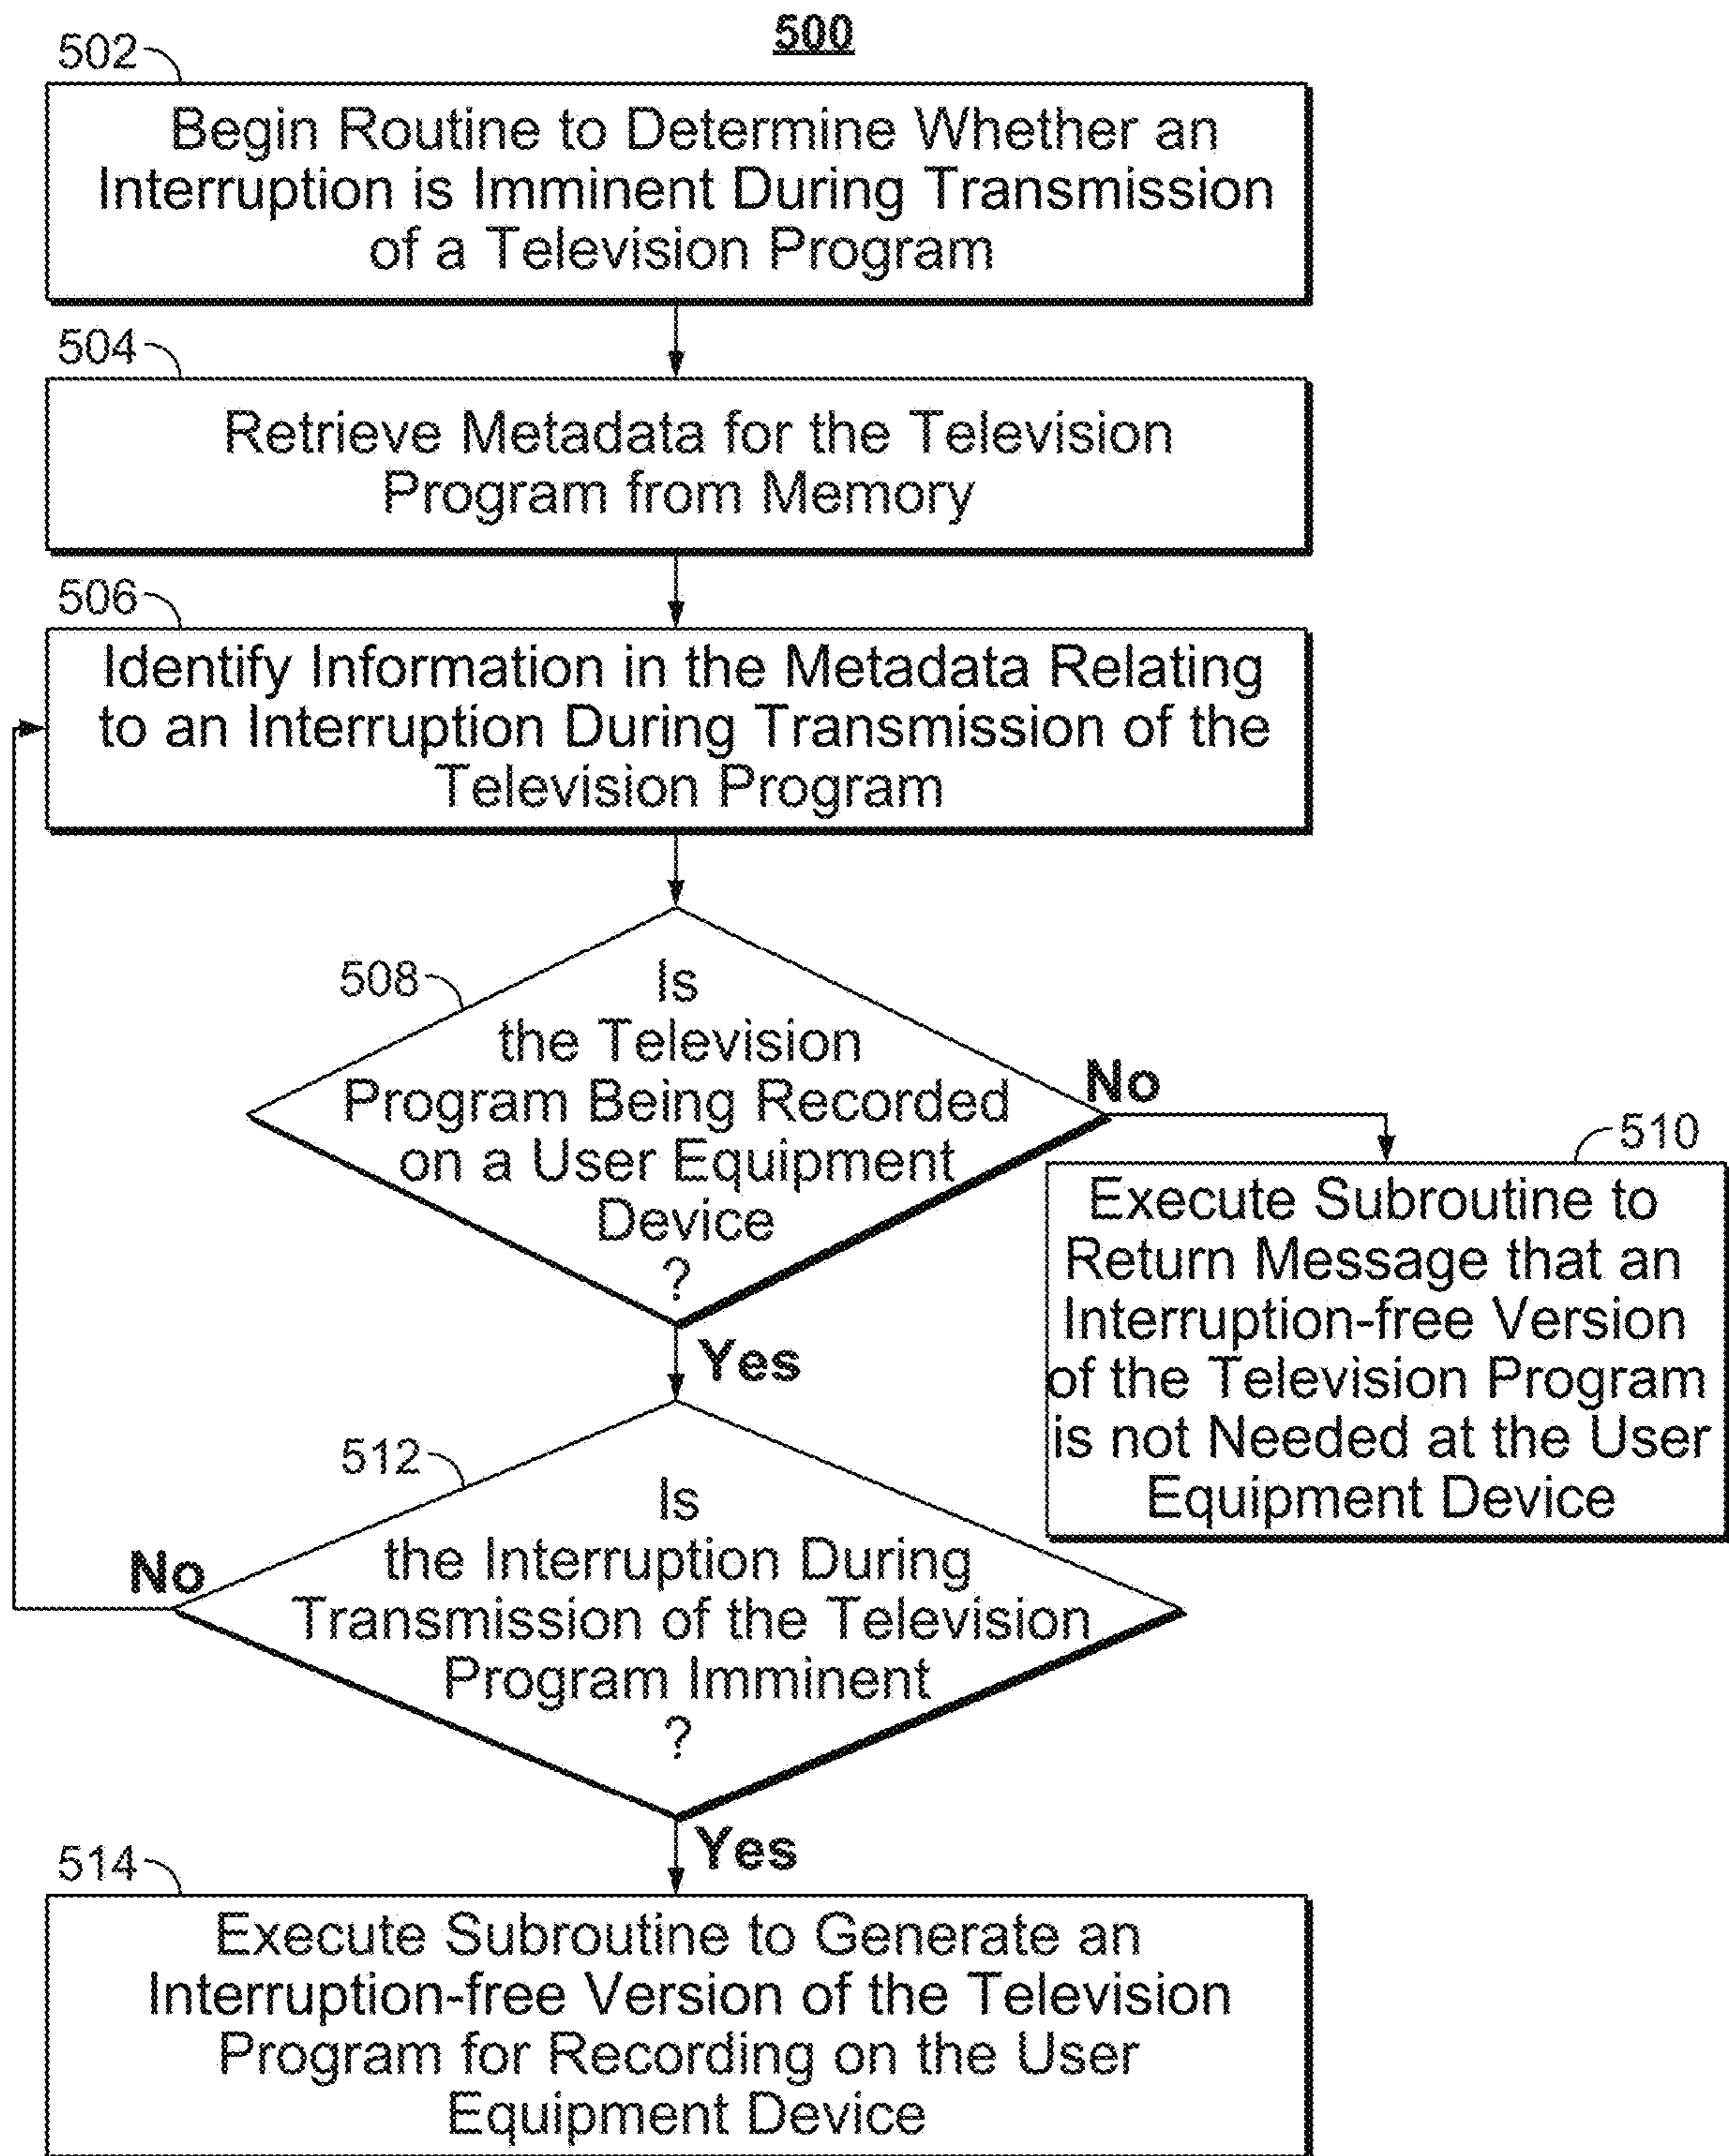 500
502
Begin Routine to Determine Whether an
Interruption is Imminent During Transmission
of a Television Program
504
Retrieve Metadata for the Television
Program from Memory
506
Identify Information in the Metadata Relating
to an Interruption During Transmission of the
Television Program
508
Is
the Television
Program Being Recorded
on a User Equipment
Device
?
No
510
Execute Subroutine to
Return Message that an
Interruption-free Version
of the Television Program
is not Needed at the User
Equipment Device
Yes
512
Is
the Interruption During
Transmission of the Television
Program Imminent
?
No
Yes
514
Execute Subroutine to Generate an
Interruption-free Version of the Television
Program for Recording on the User
Equipment Device